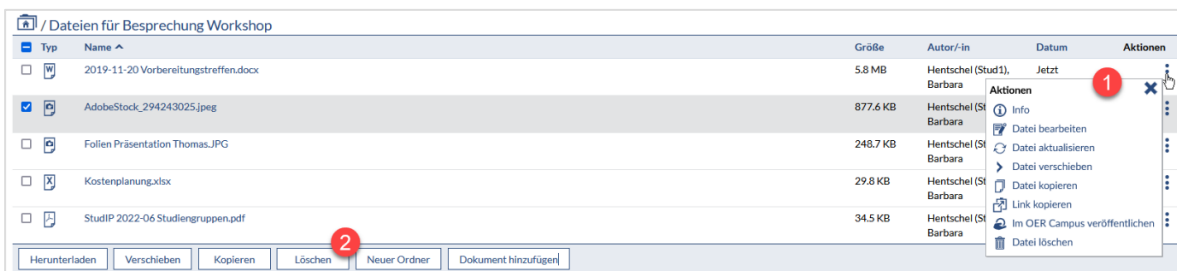 / Dateien für Besprechung Workshop
Typ Name Größe Autor/-in Datum Aktionen
2019-11-20 Vorbereitungstreffen.docx 5.8 MB Hentschel (Stud1), Jetzt
Barbara
1
Aktionen
AdobeStock_294243025.jpeg 877.6 KB Hentschel (St
Barbara
Info
Datei bearbeiten
Folien Präsentation Thomas.JPG 248.7 KB Hentschel (St
Barbara
Datei aktualisieren
Datei verschieben
Kostenplanung.xlsx 29.8 KB Hentschel (St
Barbara
Datei kopieren
Link kopieren
StudIP 2022-06 Studiengruppen.pdf 34.5 KB Hentschel (St
Barbara
Im OER Campus veröffentlichen
Datei löschen
2
Herunterladen Verschieben Kopieren Löschen Neuer Ordner Dokument hinzufügen